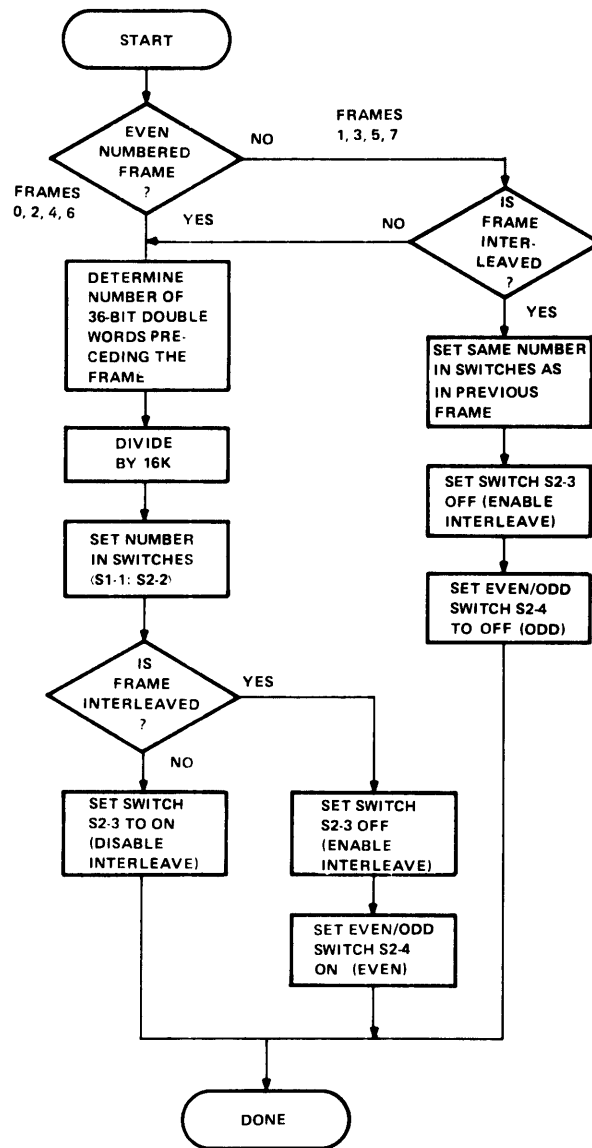 START
EVEN
NUMBERED
FRAME
?
NO
FRAMES
1, 3, 5, 7
FRAMES
0, 2, 4, 6
YES
IS
FRAME
INTER-
LEAVED
?
NO
YES
DETERMINE
NUMBER OF
36-BIT DOUBLE
WORDS PRE-
CEDING THE
FRAME
SET SAME NUMBER
IN SWITCHES AS
IN PREVIOUS
FRAME
DIVIDE
BY 16K
SET SWITCH S2-3
OFF (ENABLE
INTERLEAVE)
SET NUMBER
IN SWITCHES
(S1-1: S2-2)
SET EVEN/ODD
SWITCH S2-4
TO OFF (ODD)
IS
FRAME
INTERLEAVED
?
YES
NO
SET SWITCH
S2-3 TO ON
(DISABLE
INTERLEAVE)
SET SWITCH
S2-3 OFF
(ENABLE
INTERLEAVE)
SET EVEN/ODD
SWITCH S2-4
ON (EVEN)
DONE